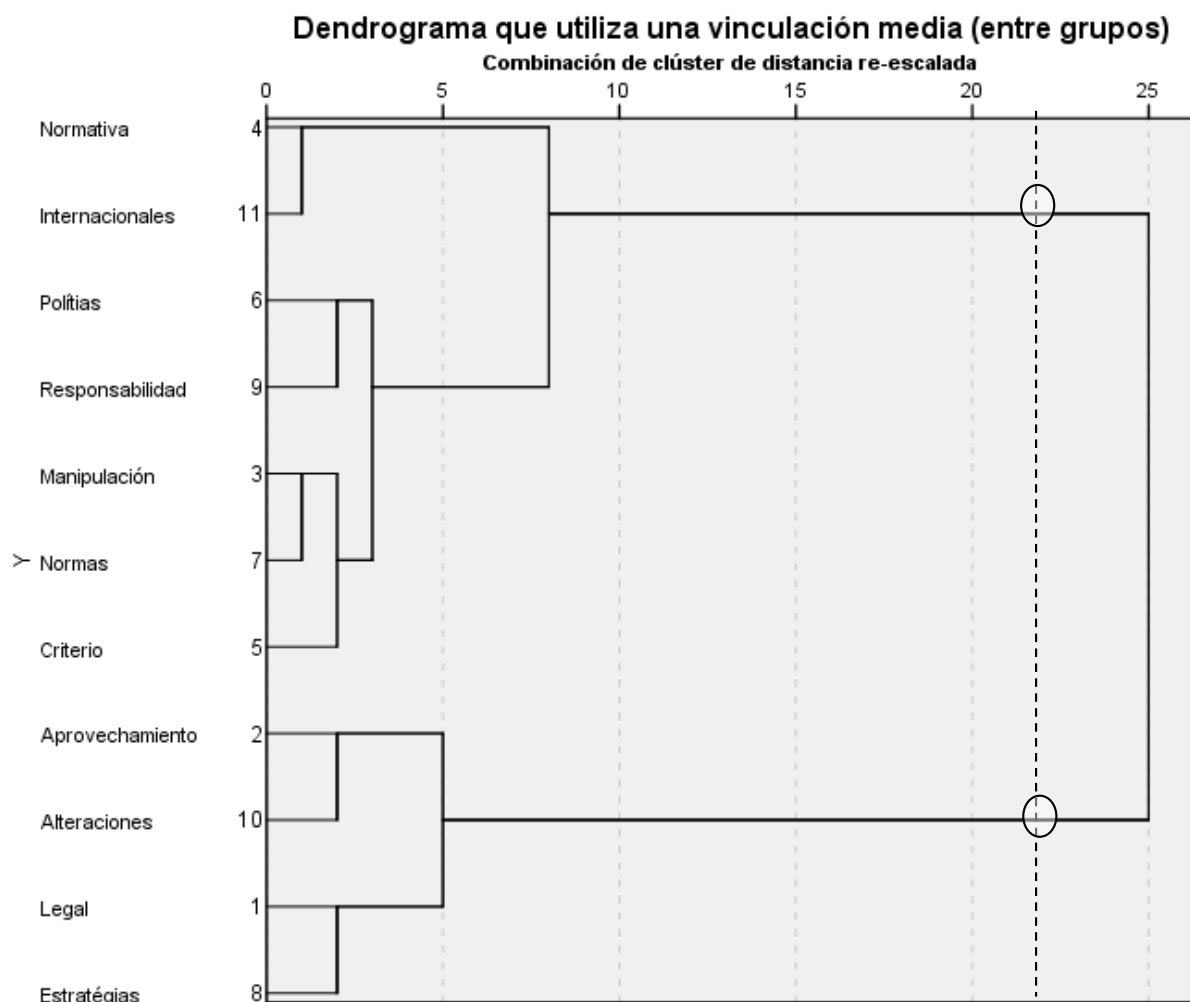 Dendrograma que utiliza una vinculación media (entre grupos)
Combinación de clúster de distancia re-escalada
0 5 10 15 20 25
Normativa 4
Internacionales 11
Polítias 6
Responsabilidad 9
Manipulación 3
Y
Normas 7
Criterio 5
Aprovechamiento 2
Alteraciones 10
Legal 1
Estratégias 8